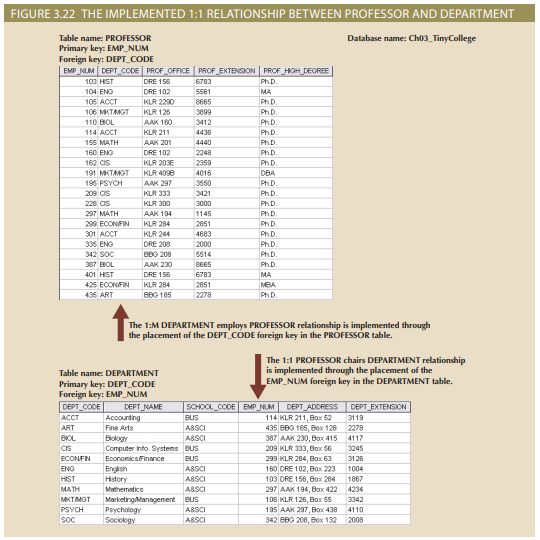 FIGURE 3.22 THE IMPLEMENTED 1:1 RELATIONSHIP BETWEEN PROFESSOR AND DEPARTMENT
Table name: PROFESSOR
Primary key: EMP_NUM
Foreign key: DEPT_CODE
Database name: Ch03_TinyCollege
EMP_NUM DEPT_CODE PROF_OFFICE PROF_EXTENSION PROF_HIGH_DEGREE
103 HIST DRE 156 6783 Ph.D.
104 ENG DRE 102 5561 MA
105 ACCT KLR 229D 8665 Ph.D.
106 MKT/MGT KLR 126 3899 Ph.D.
110 BIOL AAK 160 3412 Ph.D.
114 ACCT KLR 211 4436 Ph.D.
155 MATH AAK 201 4440 Ph.D.
160 ENG DRE 102 2248 Ph.D.
162 CIS KLR 203E 2359 Ph.D.
191 MKT/MGT KLR 409B 4016 DBA
195 PSYCH AAK 297 3550 Ph.D.
209 CIS KLR 333 3421 Ph.D.
228 CIS KLR 300 3000 Ph.D.
297 MATH AAK 194 1145 Ph.D.
299 ECON/FIN KLR 284 2851 Ph.D.
301 ACCT KLR 244 4683 Ph.D.
335 ENG DRE 208 2000 Ph.D.
342 SOC BBG 208 5514 Ph.D.
387 BIOL AAK 230 8665 Ph.D.
401 HIST DRE 156 6783 MA
425 ECON/FIN KLR 284 2851 MBA
435 ART BBG 185 2278 Ph.D.
The 1:M DEPARTMENT employs PROFESSOR relationship is implemented through
the placement of the DEPT_CODE foreign key in the PROFESSOR table.
The 1:1 PROFESSOR chairs DEPARTMENT relationship
is implemented through the placement of the
EMP_NUM foreign key in the DEPARTMENT table.
Table name: DEPARTMENT
Primary key: DEPT_CODE
Foreign key: EMP_NUM
DEPT_CODE DEPT_NAME SCHOOL_CODE EMP_NUM DEPT_ADDRESS DEPT_EXTENSION
ACCT Accounting BUS 114 KLR 211, Box 52 3119
ART Fine Arts A&SCI 435 BBG 185, Box 128 2278
BIOL Biology A&SCI 387 AAK 230, Box 415 4117
CIS Computer Info. Systems BUS 209 KLR 333, Box 56 3245
ECON/FIN Economics/Finance BUS 299 KLR 284, Box 63 3126
ENG English A&SCI 160 DRE 102, Box 223 1004
HIST History A&SCI 103 DRE 156, Box 284 1867
MATH Mathematics A&SCI 297 AAK 194, Box 422 4234
MKT/MGT Marketing/Management BUS 106 KLR 126, Box 55 3342
PSYCH Psychology A&SCI 195 AAK 297, Box 438 4110
SOC Sociology A&SCI 342 BBG 208, Box 132 2008